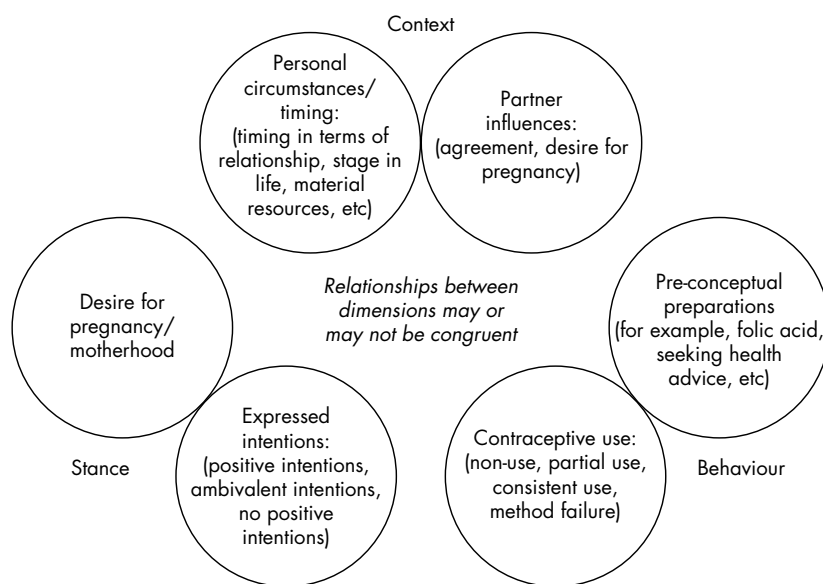 Context
Personal
circumstances/
timing:
(timing in terms of
relationship, stage in
life, material
resources, etc)
Partner
influences:
(agreement, desire for
pregnancy)
Desire for
pregnancy/
motherhood
Relationships between
dimensions may or
may not be congruent
Pre-conceptual
preparations
(for example, folic acid,
seeking health
advice, etc)
Expressed
intentions:
(positive intentions,
ambivalent intentions,
no positive
intentions)
Contraceptive use:
(non-use, partial use,
consistent use,
method failure)
Stance
Behaviour